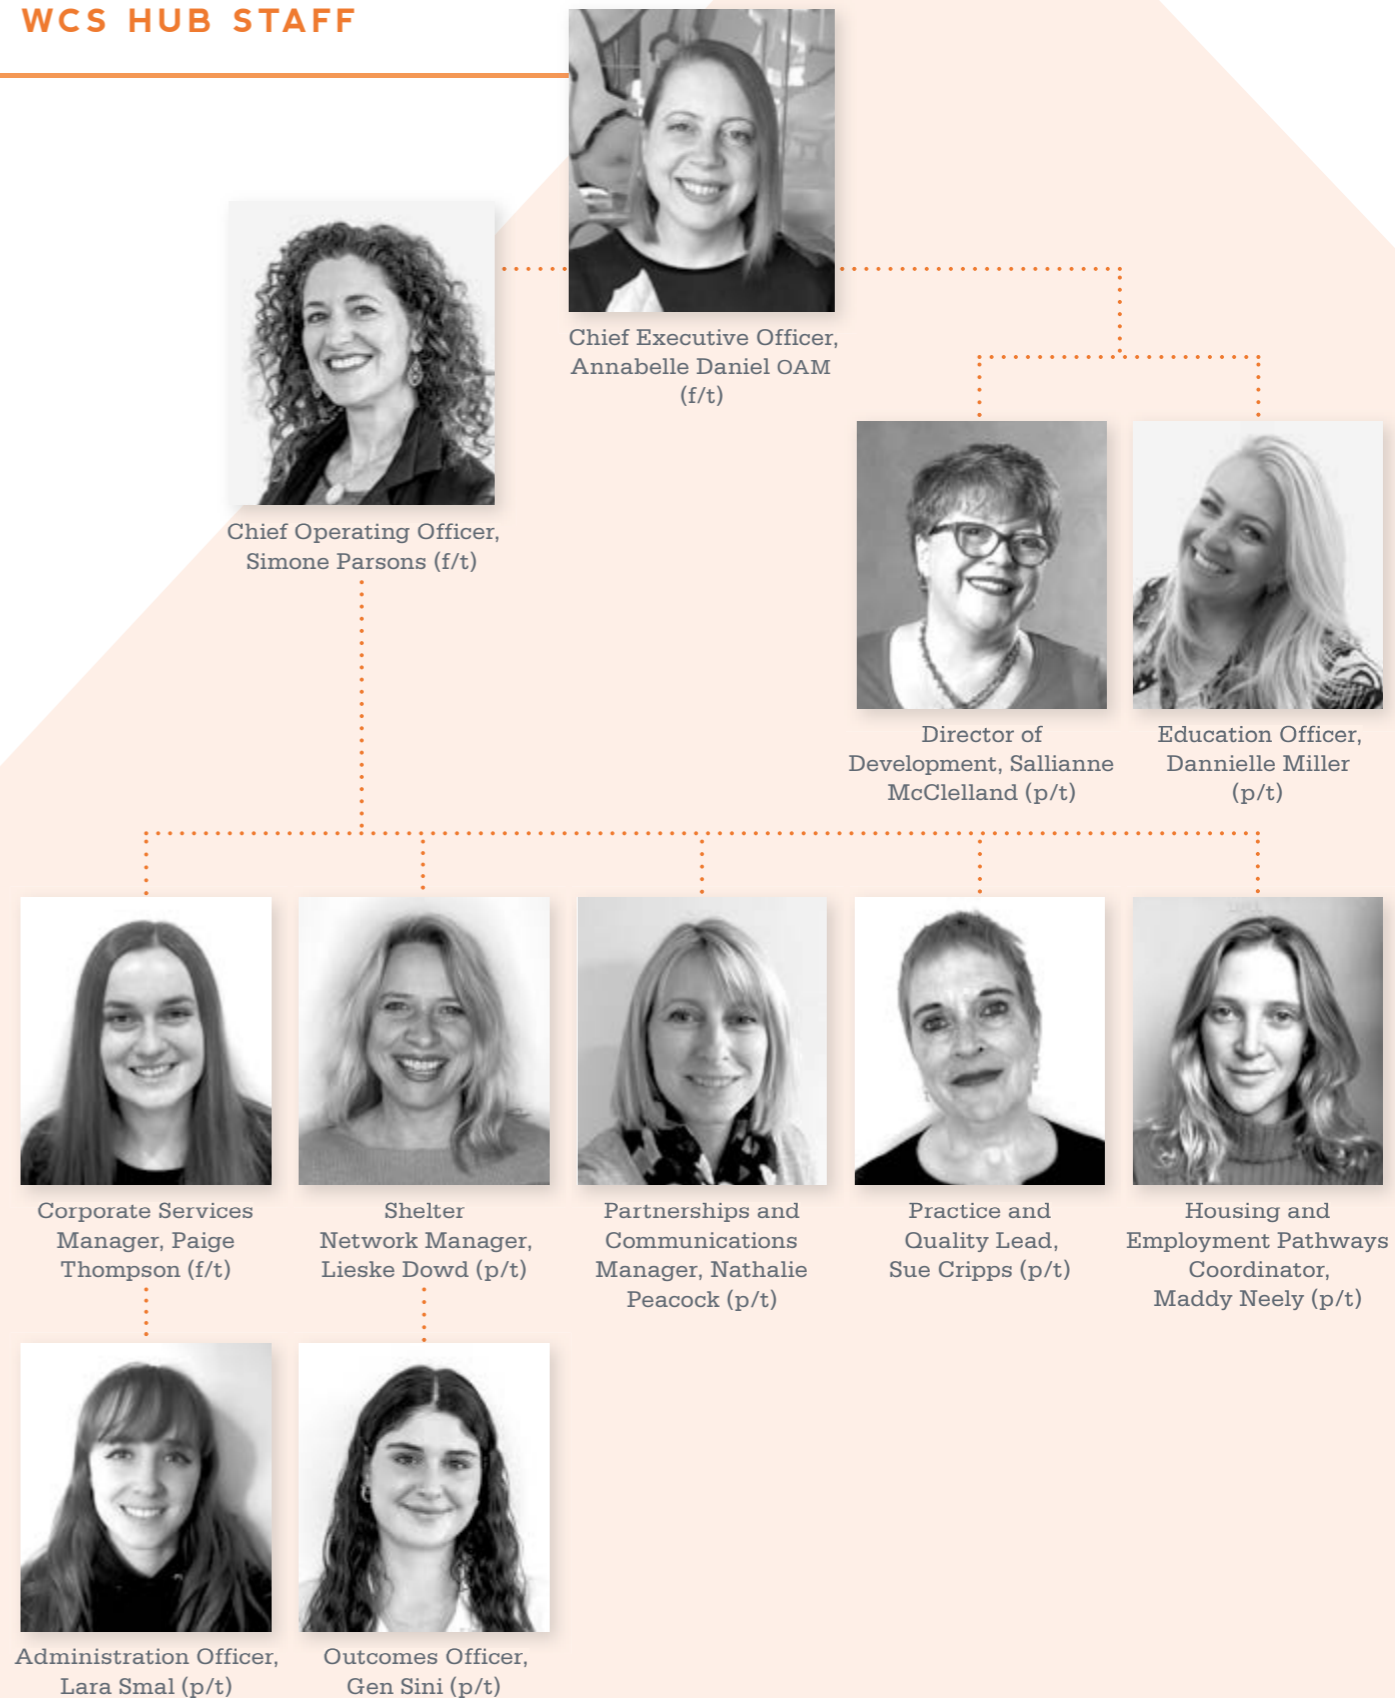 WCS HUB STAFF
Chief Executive Officer,
Annabelle Daniel OAM
(f/t)
Chief Operating Officer,
Simone Parsons (f/t)
Director of
Development, Sallianne
McClelland (p/t)
Education Officer,
Dannielle Miller
(p/t)
Corporate Services
Manager, Paige
Thompson (f/t)
Shelter
Network Manager,
Lieske Dowd (p/t)
Partnerships and
Communications
Manager, Nathalie
Peacock (p/t)
Practice and
Quality Lead,
Sue Cripps (p/t)
Housing and
Employment Pathways
Coordinator,
Maddy Neely (p/t)
Administration Officer,
Lara Smal (p/t)
Outcomes Officer,
Gen Sini (p/t)